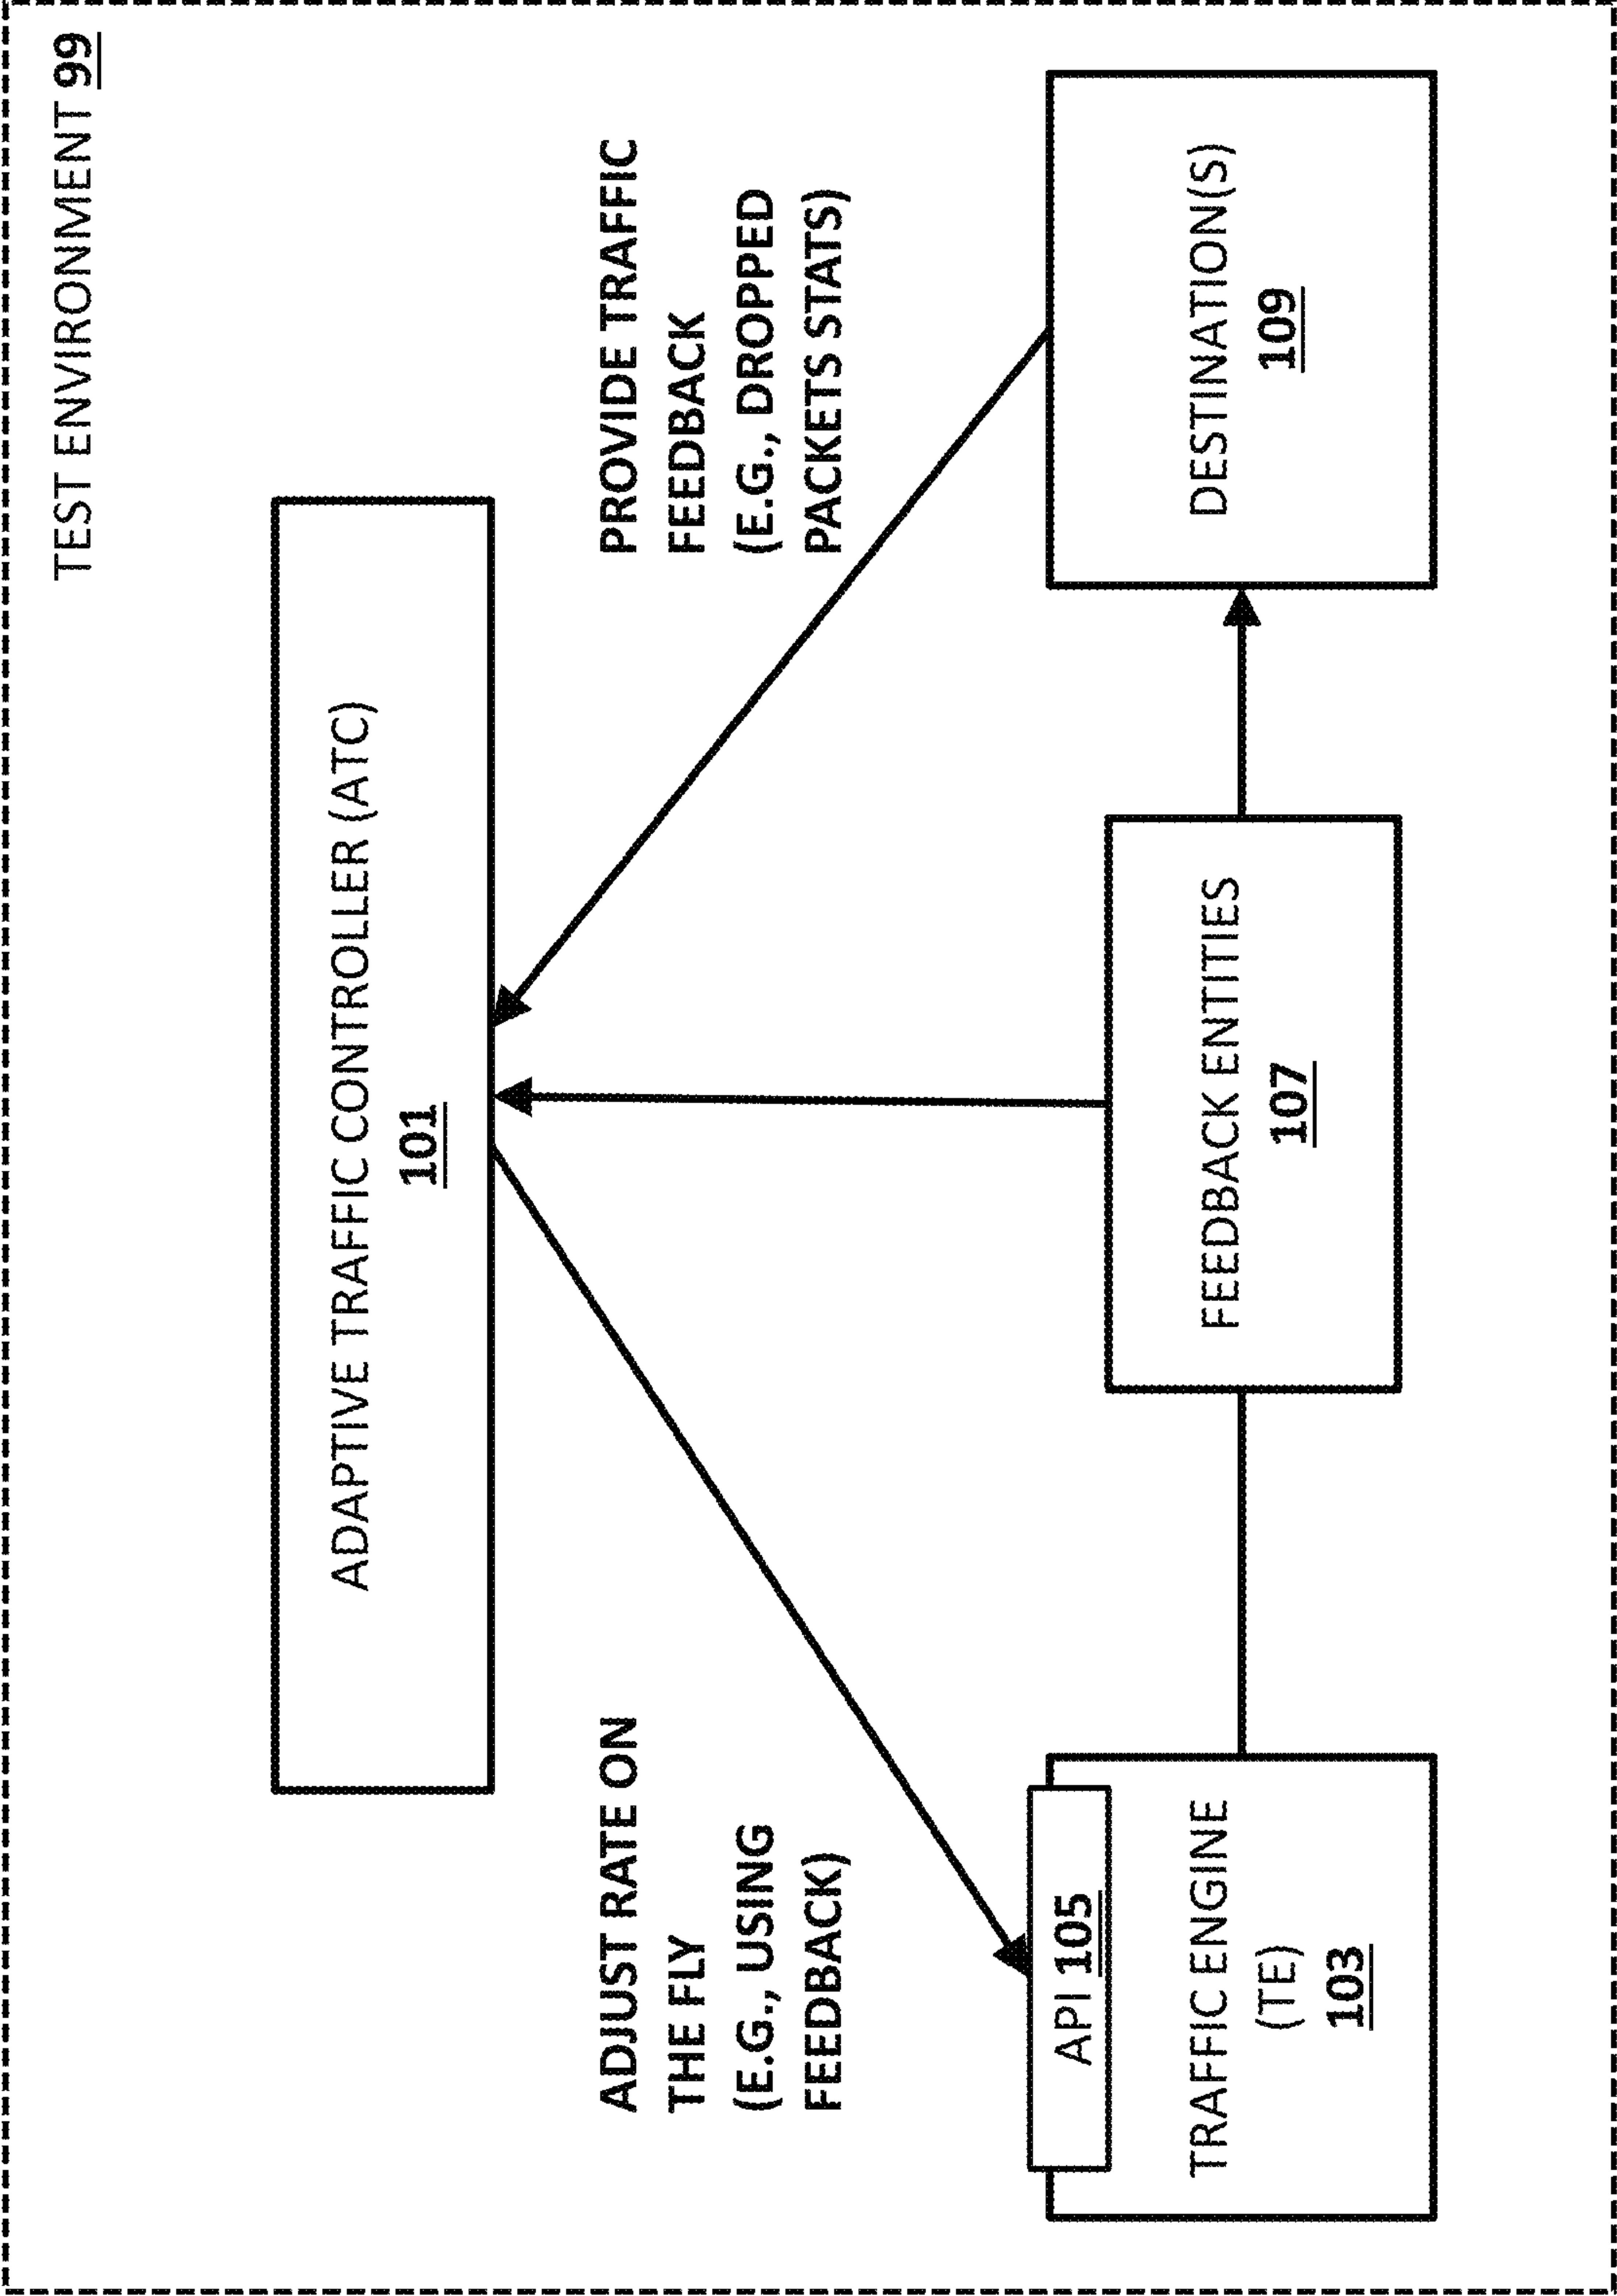 TEST ENVIRONMENT 99
ADAPTIVE TRAFFIC CONTROLLER (ATC)
101
ADJUST RATE ON
THE FLY
(E.G., USING
FEEDBACK)
PROVIDE TRAFFIC
FEEDBACK
(E.G., DROPPED
PACKETS STATS)
API 105
TRAFFIC ENGINE
(TE)
103
FEEDBACK ENTITIES
107
DESTINATION(S)
109